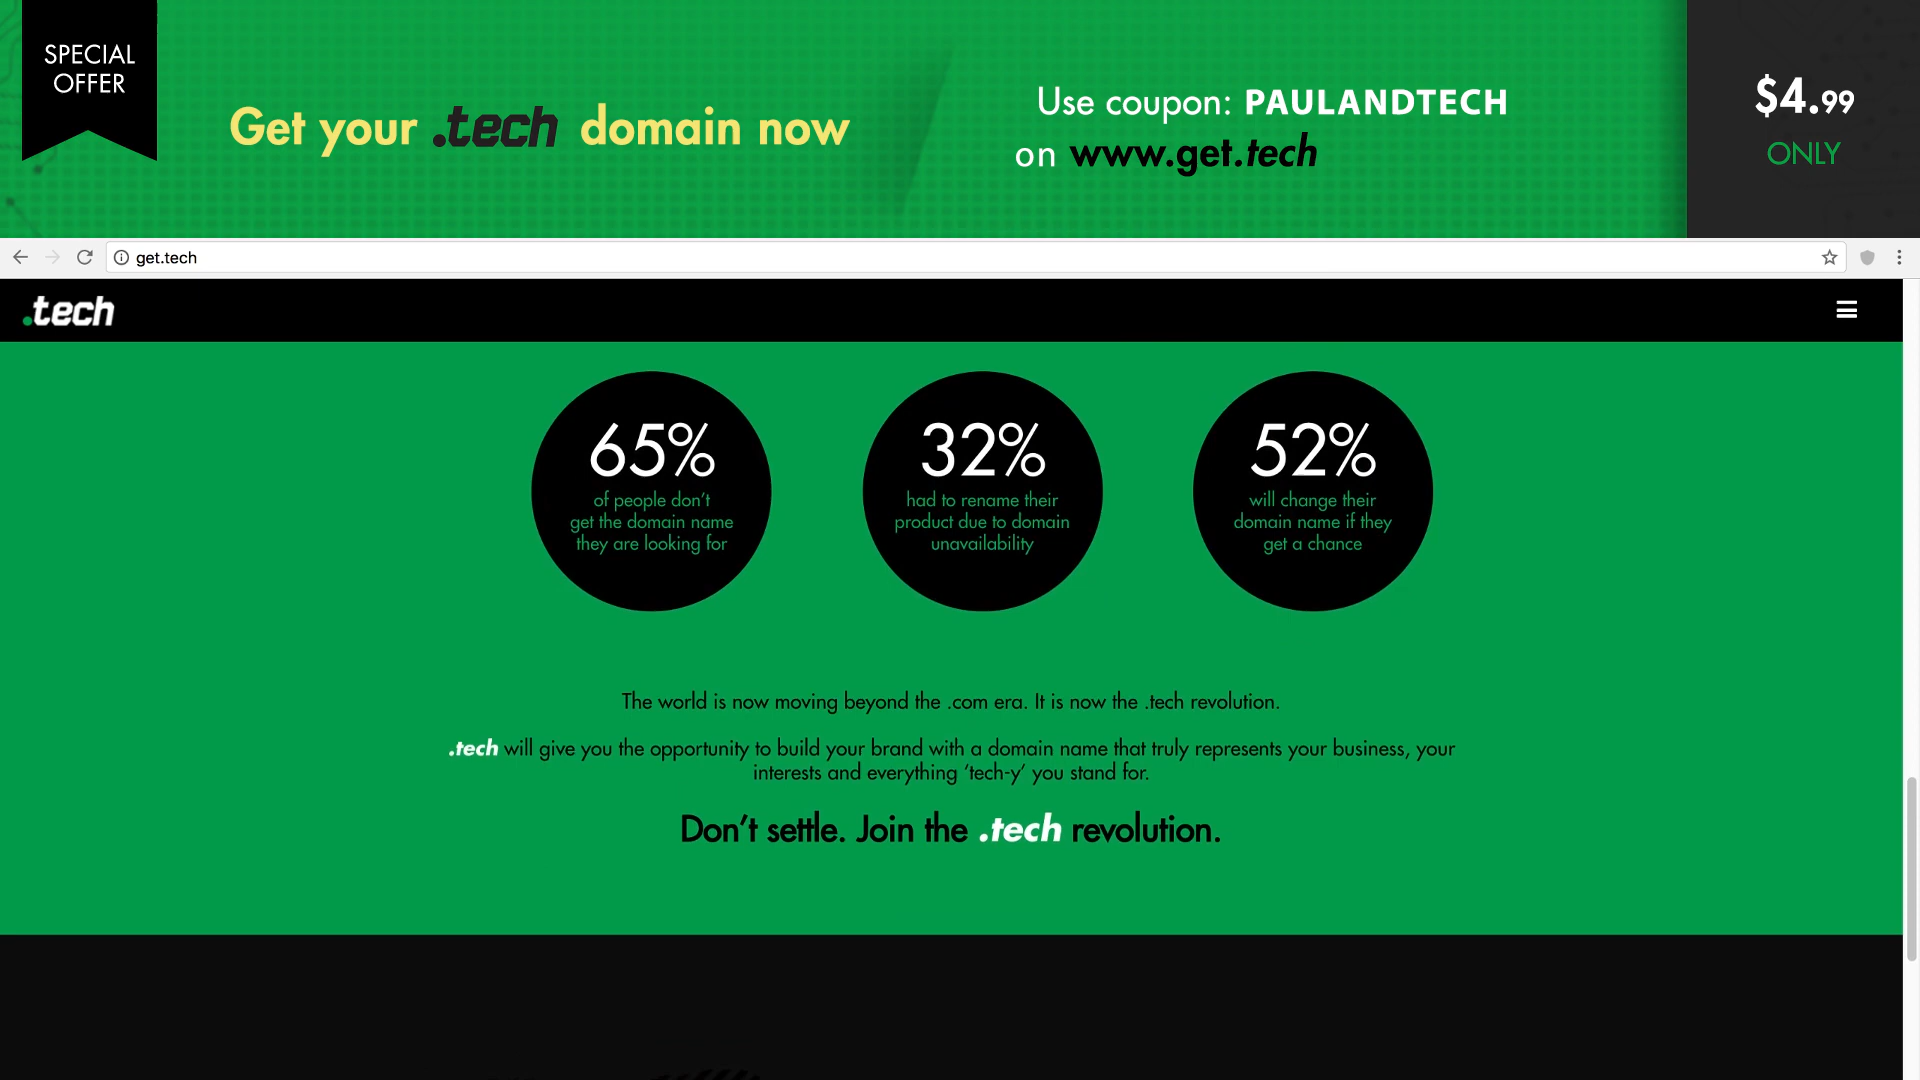 SPECIAL
OFFER
Get your .tech domain now
Use coupon: PAULANDTECH
on www.get.tech
$4.99
ONLY
get.tech
.tech
65%
of people don’t
get the domain name
they are looking for
32%
had to rename their
product due to domain
unavailability
52%
will change their
domain name if they
get a chance
The world is now moving beyond the .com era. It is now the .tech revolution.
.tech will give you the opportunity to build your brand with a domain name that truly represents your business, your
interests and everything ‘tech-y’ you stand for.
Don’t settle. Join the .tech revolution.